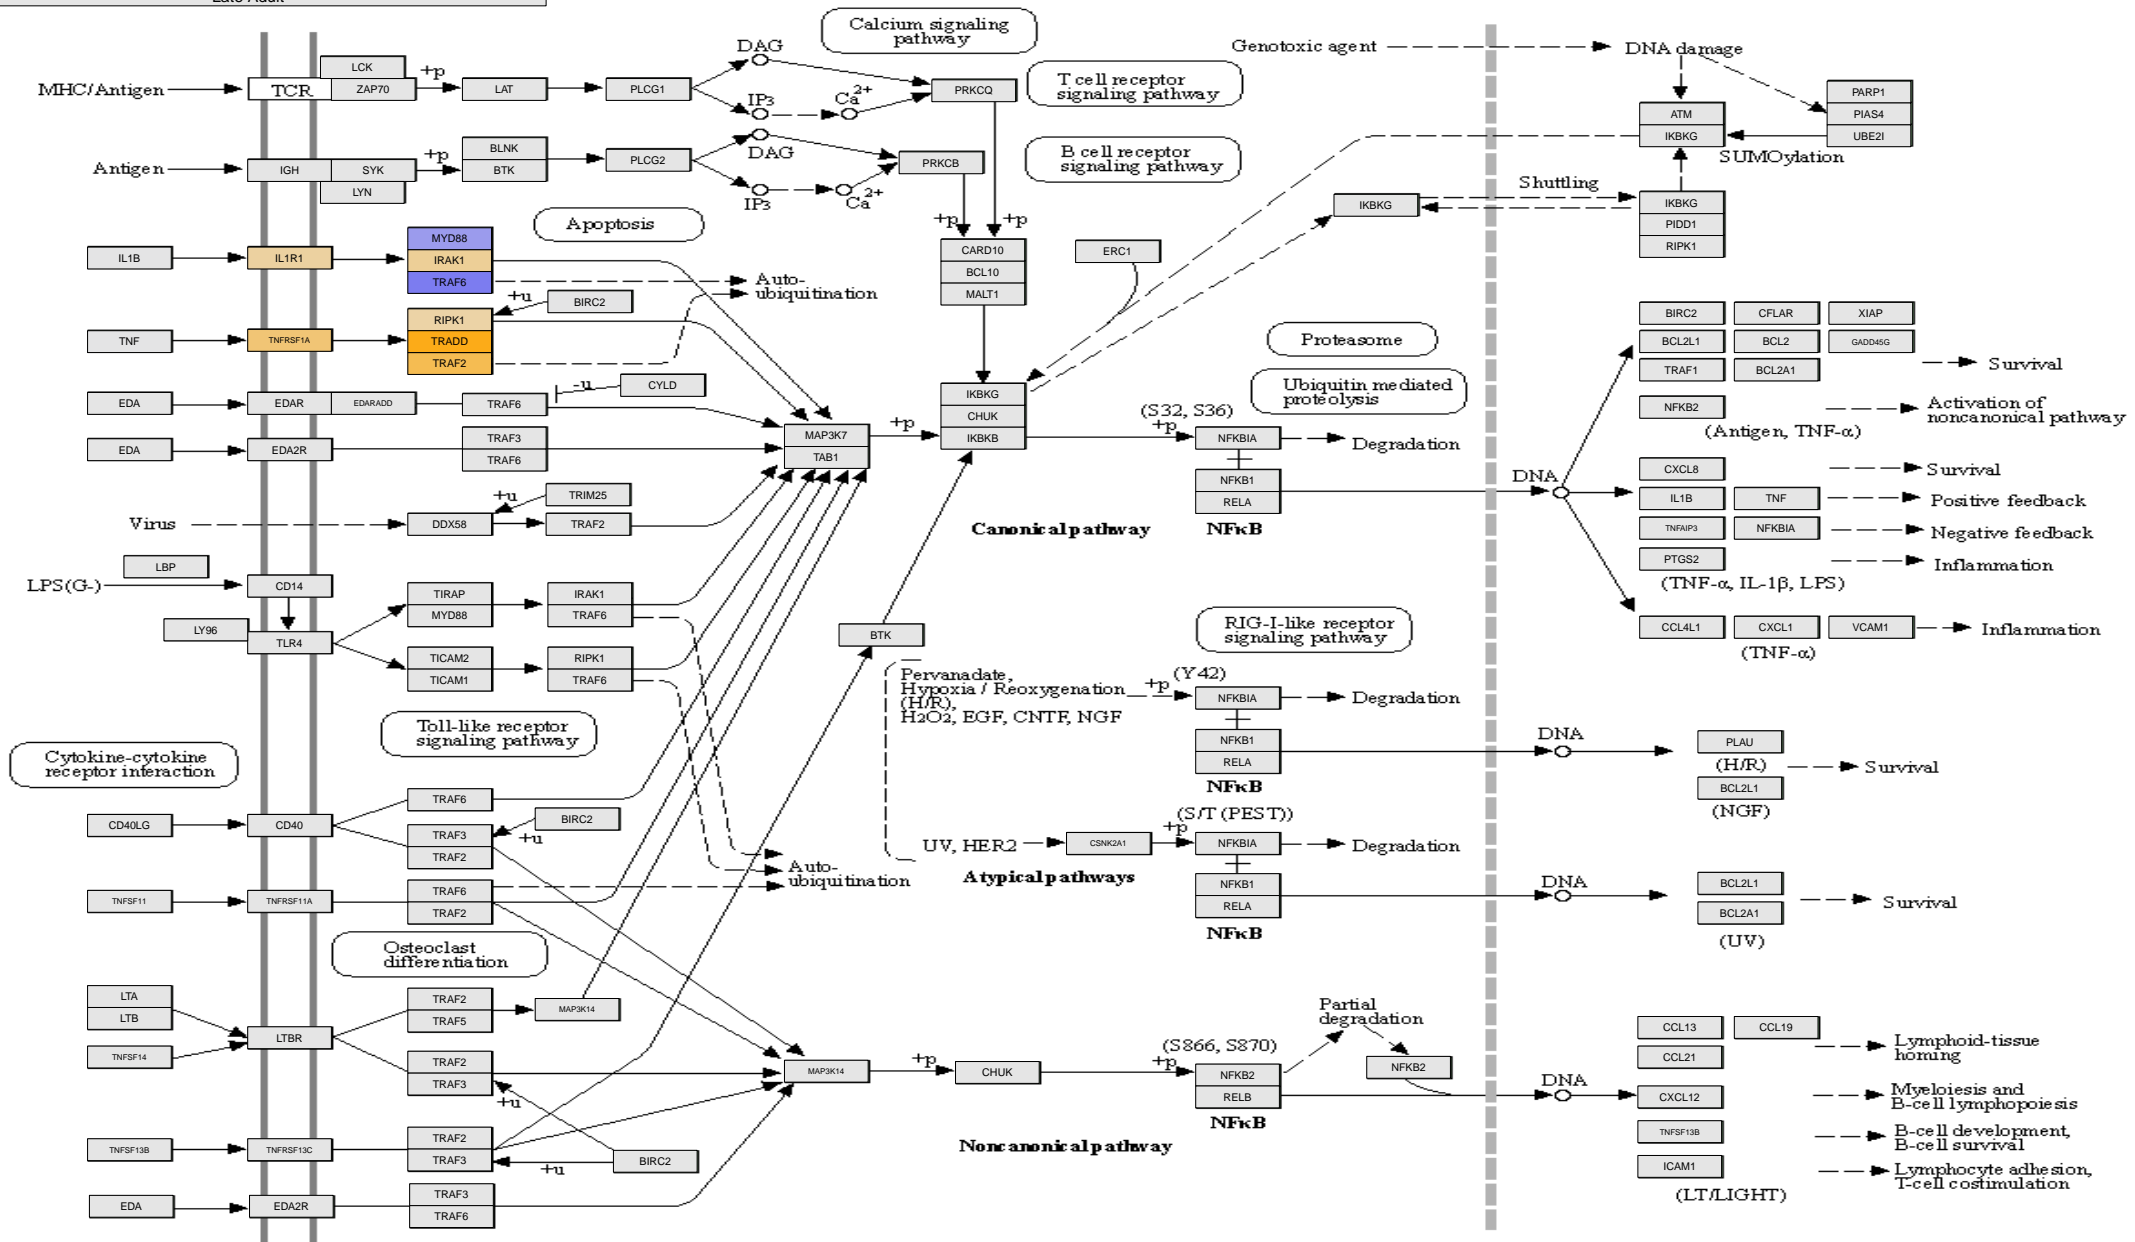 Late Adult
Calcium signaling
pathway
DAG
Genotoxic agent
DNA damage
LCK
+p
MHC/Antigen
TCR
ZAP70
LAT
PLCG1
IP3
Ca
2+
PRKCQ
T cell receptor
signaling pathway
PARP1
ATM
PIAS4
IKBKG
UBE2I
SUMOylation
Antigen
IGH
SYK
LYN
+p
BLNK
BTK
PLCG2
DAG
IP3
Ca
2+
PRKCB
B cell receptor
signaling pathway
Shuttling
IKBKG
IKBKG
PIDD1
RIPK1
Apoptosis
+p
+p
IL1B
IL1R1
MYD88
IRAK1
TRAF6
Auto-
ubiquitination
CARD10
BCL10
MALT1
ERC1
+u
BIRC2
TNF
TNFRSF1A
RIPK1
TRADD
TRAF2
Proteasome
BIRC2
CFLAR
XIAP
BCL2L1
BCL2
GADD45G
Survival
TRAF1
BCL2A1
-u
CYLD
EDA
EDAR
EDARADD
TRAF6
IKBKG
CHUK
IKBKB
Ubiquitin mediated
proteolysis
NFKB2
Activation of
noncanonical pathway
(Antigen, TNF-α)
EDA
EDA2R
TRAF3
TRAF6
MAP3K7
TAB1
+p
(S32, S36)
+p
NFKBIA
Degradation
NFKB1
RELA
DNA
CXCL8
Survival
IL1B
TNF
Positive feedback
TNFAIP3
NFKBIA
Negative feedback
PTGS2
Inflammation
(TNF-α, IL-1β, LPS)
+u
TRIM25
Virus
DDX58
TRAF2
Canonical pathway
NFκB
LBP
LPS(G-)
CD14
LY96
TLR4
TIRAP
MYD88
IRAK1
TRAF6
TICAM2
TICAM1
RIPK1
TRAF6
BTK
RIG-I-like receptor
signaling pathway
CCL4L1
CXCL1
VCAM1
Inflammation
(TNF-α)
Pervanadate,
Hypoxia / Reoxygenation
(H/R),
H2O2, EGF, CNTF, NGF
+p
(Y42)
NFKBIA
Degradation
NFKB1
RELA
NFκB
DNA
PLAU
(H/R)
BCL2L1
(NGF)
Survival
Toll-like receptor
signaling pathway
Cytokine-cytokine
receptor interaction
CD40LG
CD40
TRAF6
TRAF3
TRAF2
BIRC2
+u
Auto-
ubiquitination
UV, HER2
CSNK2A1
+p
(S/T (PEST))
NFKBIA
Degradation
Atypical pathways
NFKB1
RELA
NFκB
DNA
BCL2L1
BCL2A1
(UV)
Survival
TNFSF11
TNFRSF11A
TRAF6
TRAF2
Osteoclast
differentiation
LTA
LTB
TNFSF14
LTBR
TRAF2
TRAF5
MAP3K14
TRAF2
TRAF3
+u
MAP3K14
+p
CHUK
(S866, S870)
+p
NFKB2
RELB
NFκB
Partial
degradation
NFKB2
DNA
CCL13
CCL19
CCL21
Lymphoid-tissue
homing
CXCL12
Myeloiesis and
B-cell lymphopoiesis
TNFSF13B
B-cell development,
B-cell survival
ICAM1
Lymphocyte adhesion,
T-cell costimulation
(LT/LIGHT)
TNFSF13B
TNFRSF13C
TRAF2
TRAF3
+u
BIRC2
Noncanonical pathway
EDA
EDA2R
TRAF3
TRAF6